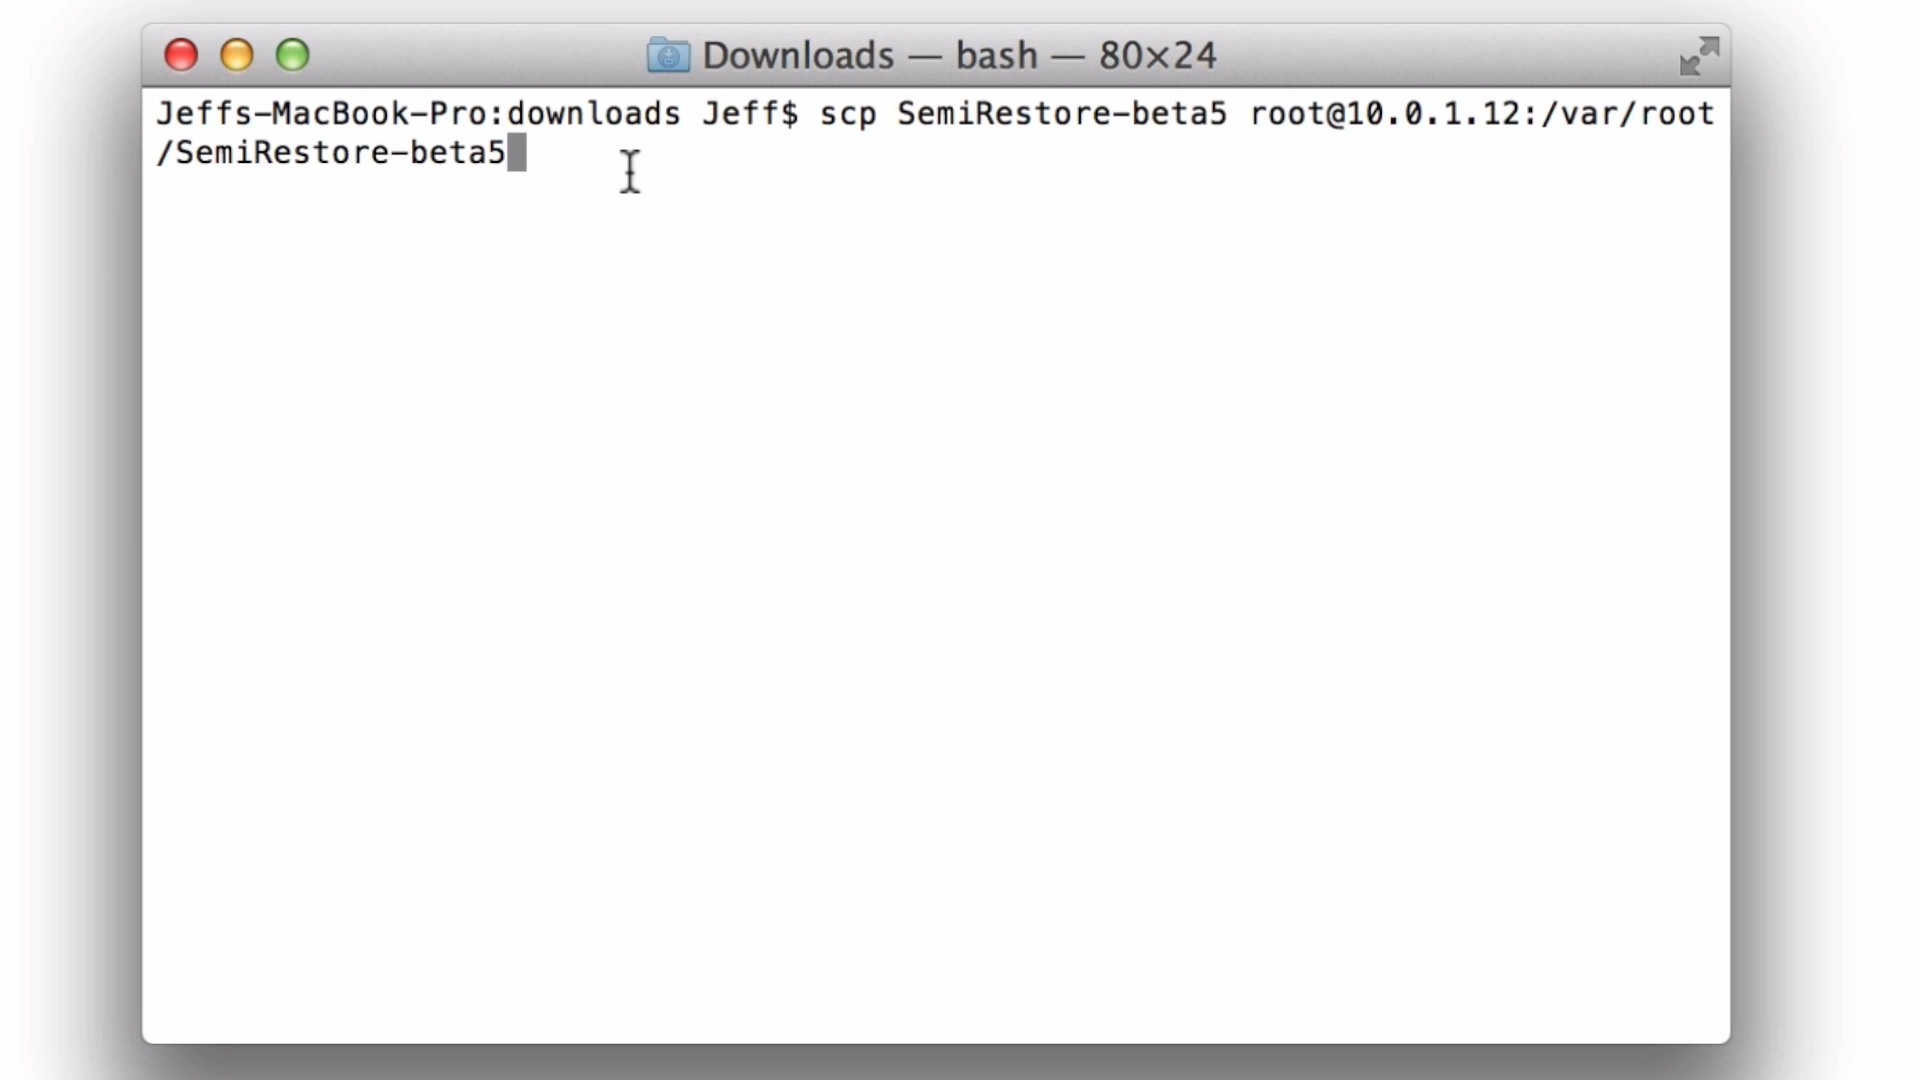 Downloads — bash — 80×24
Jeffs-MacBook-Pro:downloads Jeff$ scp SemiRestore-beta5 root@10.0.1.12:/var/root
/SemiRestore-beta5